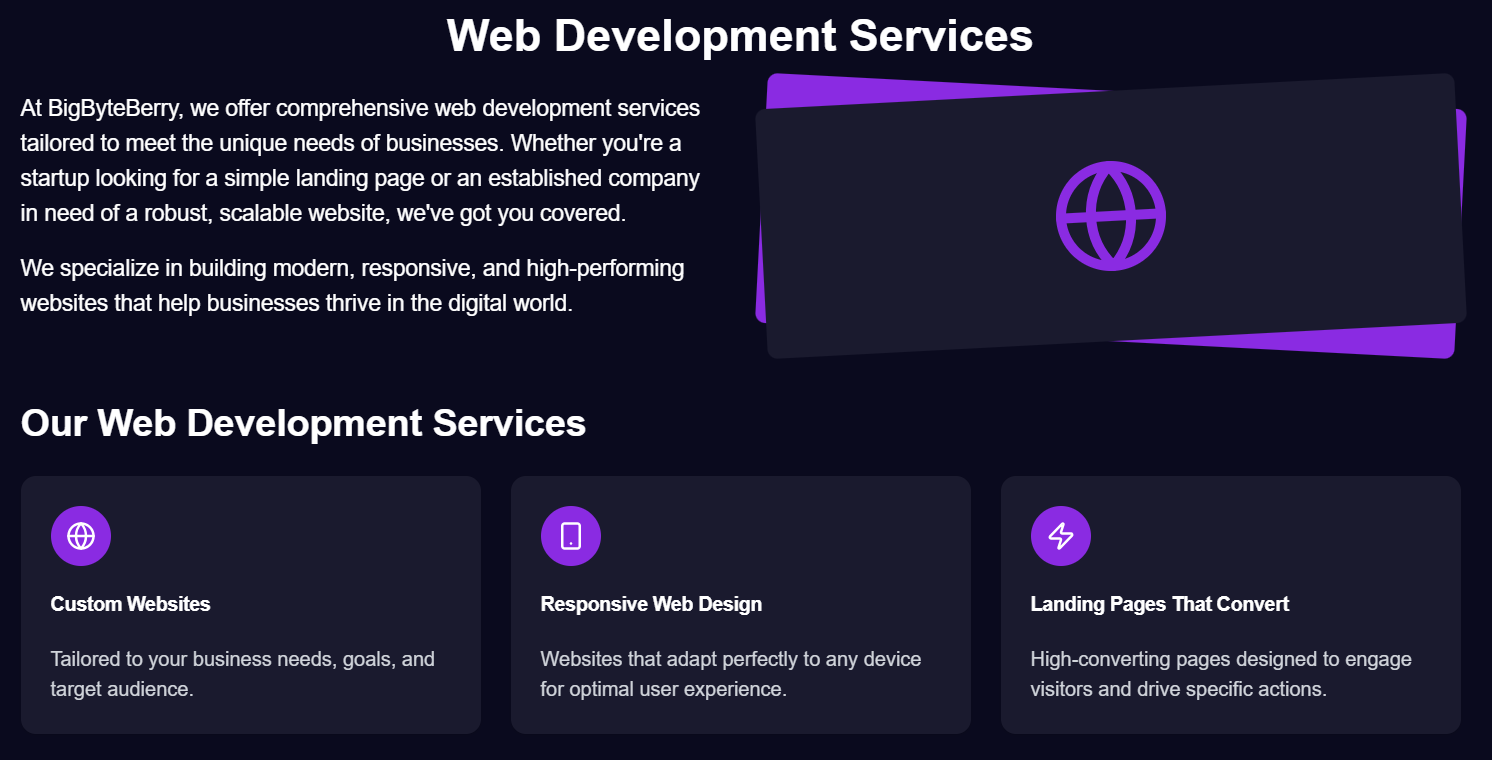 Web Development Services
At BigByteBerry, we offer comprehensive web development services
tailored to meet the unique needs of businesses. Whether you're a
startup looking for a simple landing page or an established company
in need of a robust, scalable website, we've got you covered.
We specialize in building modern, responsive, and high-performing
websites that help businesses thrive in the digital world.
Our Web Development Services
Custom Websites
Tailored to your business needs, goals, and
target audience.
Responsive Web Design
Websites that adapt perfectly to any device
for optimal user experience.
Landing Pages That Convert
High-converting pages designed to engage
visitors and drive specific actions.